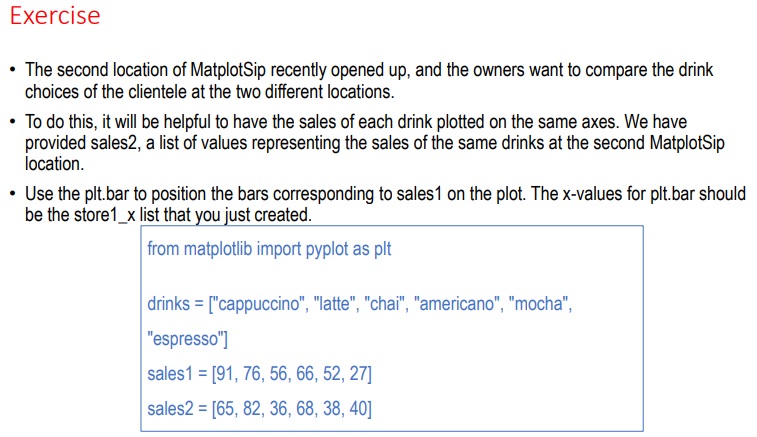 Exercise
• The second location of MatplotSip recently opened up, and the owners want to compare the drink
choices of the clientele at the two different locations.
• To do this, it will be helpful to have the sales of each drink plotted on the same axes. We have
provided sales2, a list of values representing the sales of the same drinks at the second MatplotSip
location.
• Use the plt.bar to position the bars corresponding to sales1 on the plot. The x-values for plt.bar should
be the store1_x list that you just created.
from matplotlib import pyplot as plt
drinks = ["cappuccino", "latte", "chai", "americano", "mocha",
"espresso"]
sales1 = [91, 76, 56, 66, 52, 27]
sales2 = [65, 82, 36, 68, 38, 40]